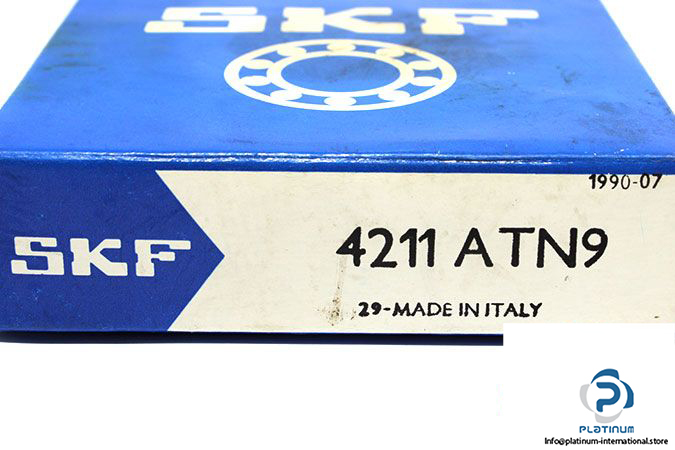 SKF
1990-07
SKF
4211 ATN9
29-MADE IN ITALY
PLATINUM
Info@platinum-international.store